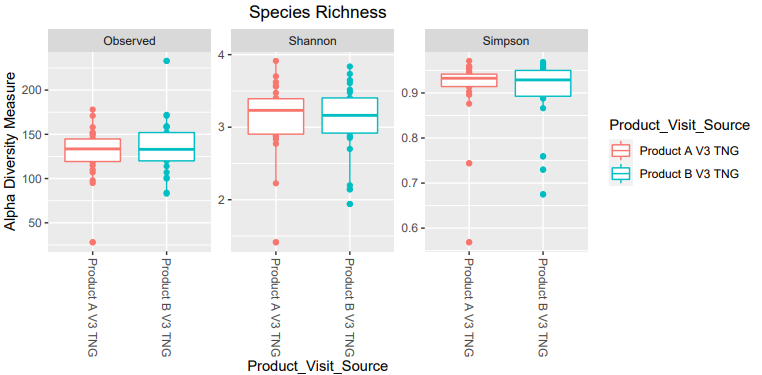 Species Richness
Observed
Shannon
Simpson
Alpha Diversity Measure
200
150
100
50
4
3
2
0.9
0.8
0.7
0.6
Product A V3 TNG
Product B V3 TNG
Product A V3 TNG
Product B V3 TNG
Product A V3 TNG
Product B V3 TNG
Product_Visit_Source
Product_Visit_Source
Product A V3 TNG
Product B V3 TNG